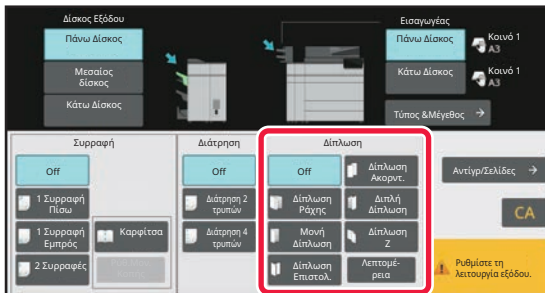 Δίσκος Εξόδου
Πάνω Δίσκος
Μεσαίος
δίσκος
Κάτω Δίσκος
Εισαγωγέας
Πάνω Δίσκος
Κοινό 1
A3
Κάτω Δίσκος
Κοινό 1
A3
Τύπος &Μέγεθος
Συρραφή
Off
1 Συρραφή
Πίσω
1 Συρραφή
Εμπρός
2 Συρραφές
Καρφίτσα
Διάτρηση
Off
Διάτρηση 2
τρυπών
Διάτρηση 4
τρυπών
Δίπλωση
Off
Δίπλωση
Ακορντ.
Δίπλωση
Ράχης
Διπλή
Δίπλωση
Μονή
Δίπλωση
Δίπλωση
Z
Δίπλωση
Επιστολ.
Λεπτομέ-
ρεια
Αντίγρ/Σελίδες
CA
Ρυθμίστε τη
λειτουργία εξόδου.